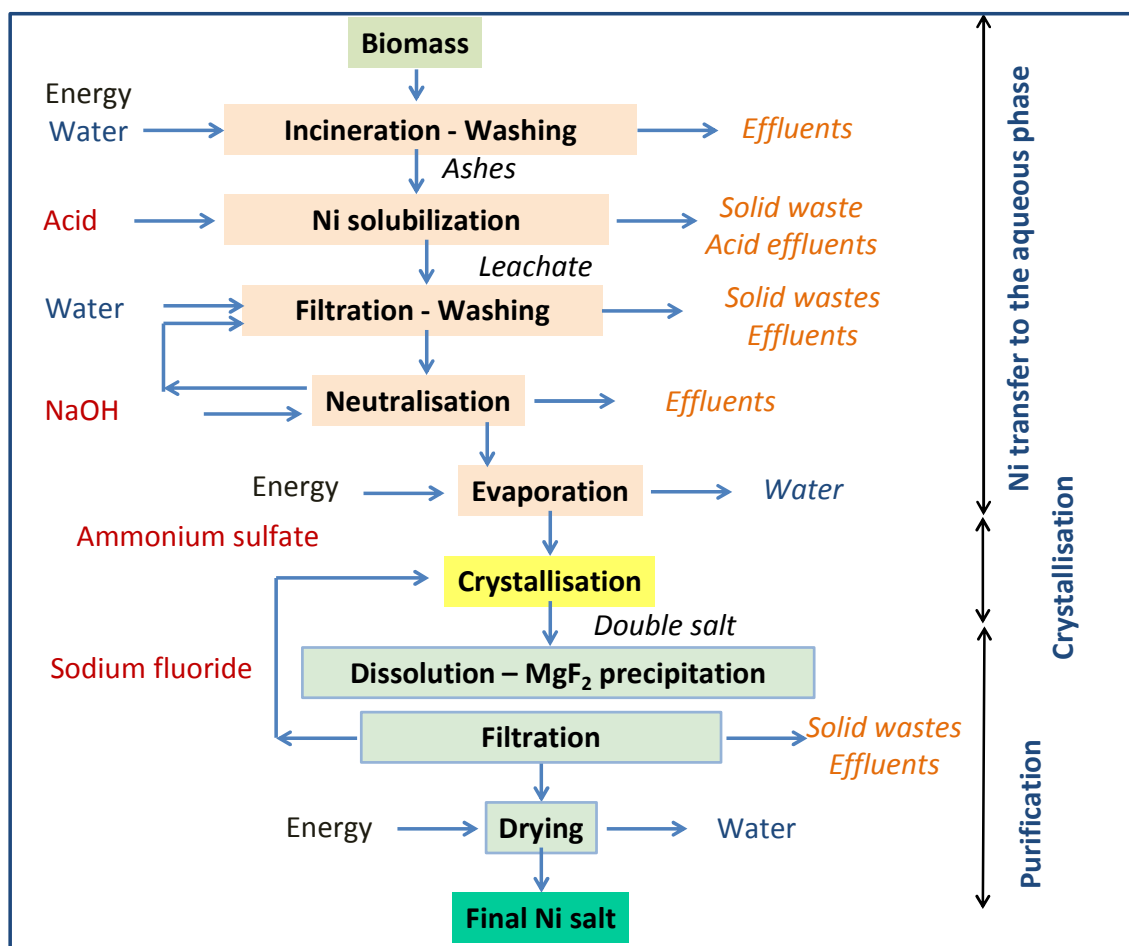 Biomass
Energy
Water
Incineration - Washing
Effluents
Ashes
Acid
Ni solubilization
Solid waste
Acid effluents
Leachate
Water
Filtration - Washing
Solid wastes
Effluents
NaOH
Neutralisation
Effluents
Energy
Evaporation
Water
Ammonium sulfate
Crystallisation
Double salt
Sodium fluoride
Dissolution – MgF₂ precipitation
Filtration
Solid wastes
Effluents
Energy
Drying
Water
Final Ni salt
Ni transfer to the aqueous phase
Crystallisation
Purification